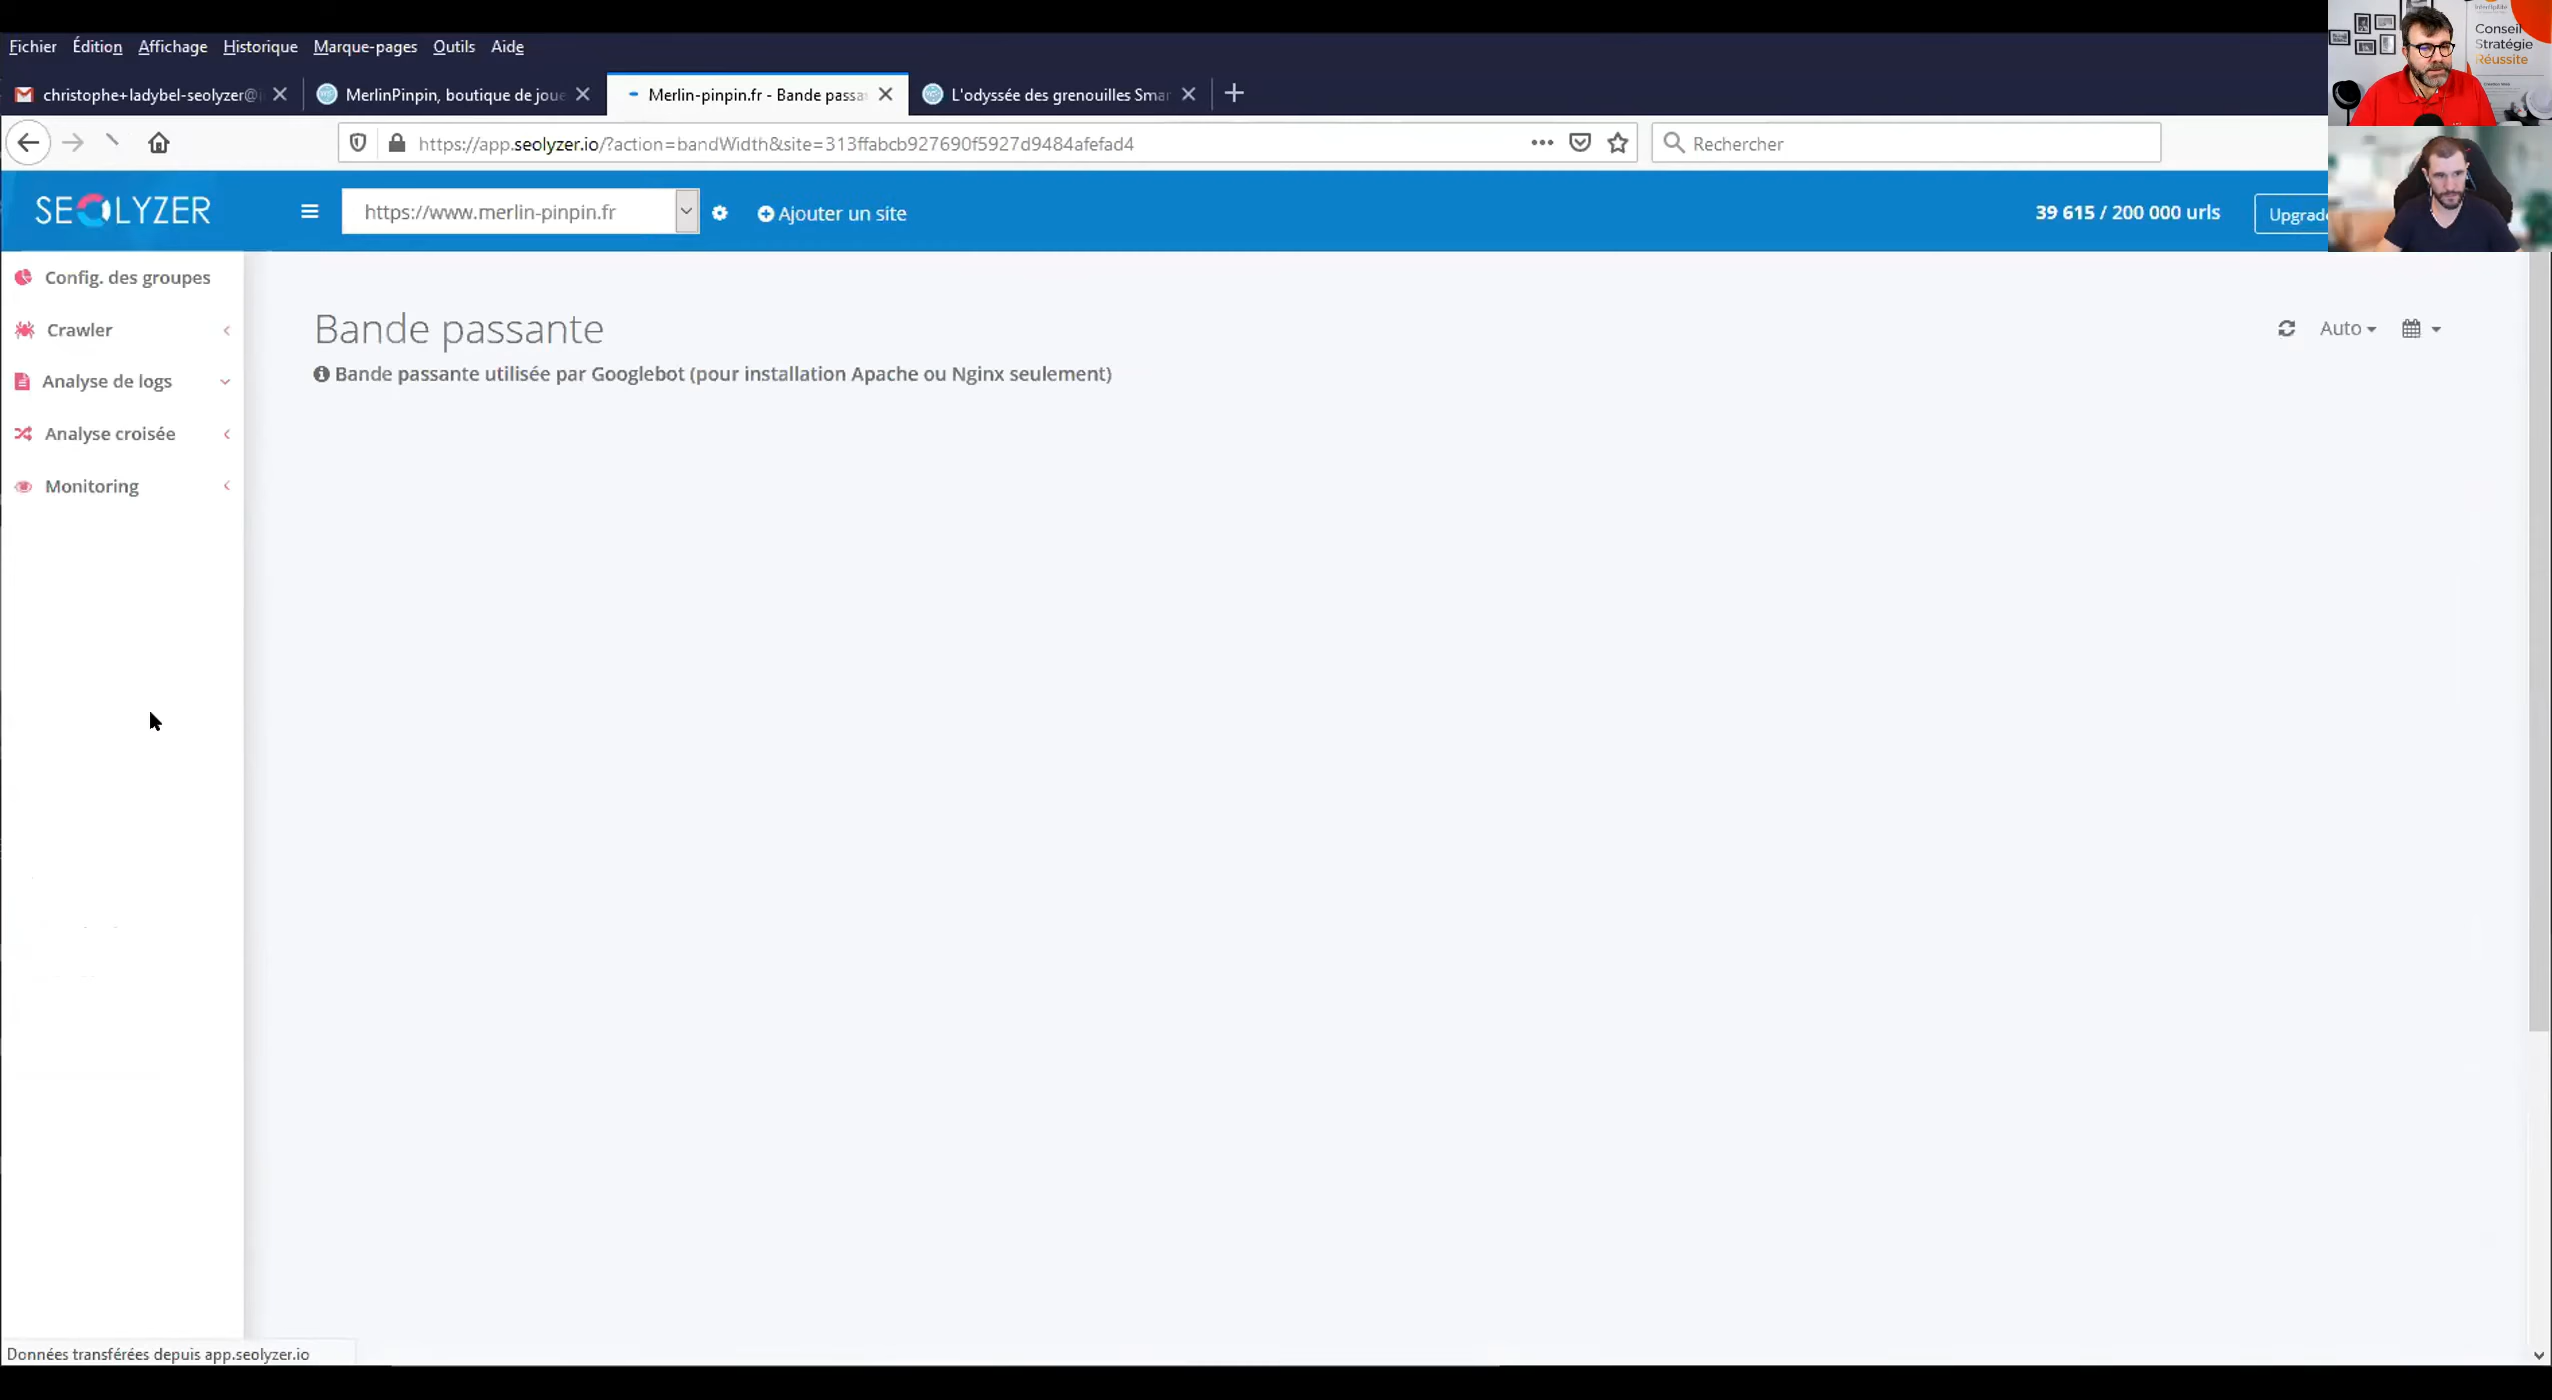 Fichier Édition Affichage Historique Marque-pages Outils Aide
Conseil
Stratégie
Réussite
christophe+ladybel-seolyzer@
MerlinPinpin, boutique de joue
Merlin-pinpin.fr - Bande passa
L'odyssée des grenouilles Smar
https://app.seolyzer.io/?action=bandWidth&site=313ffabcb927690f5927d9484afefad4
Rechercher
SEOLYZER
https://www.merlin-pinpin.fr
Ajouter un site
39 615 / 200 000 urls
Upgrad
Config. des groupes
Crawler
Analyse de logs
Analyse croisée
Monitoring
Bande passante
Auto
Bande passante utilisée par Googlebot (pour installation Apache ou Nginx seulement)
Données transférées depuis app.seolyzer.io